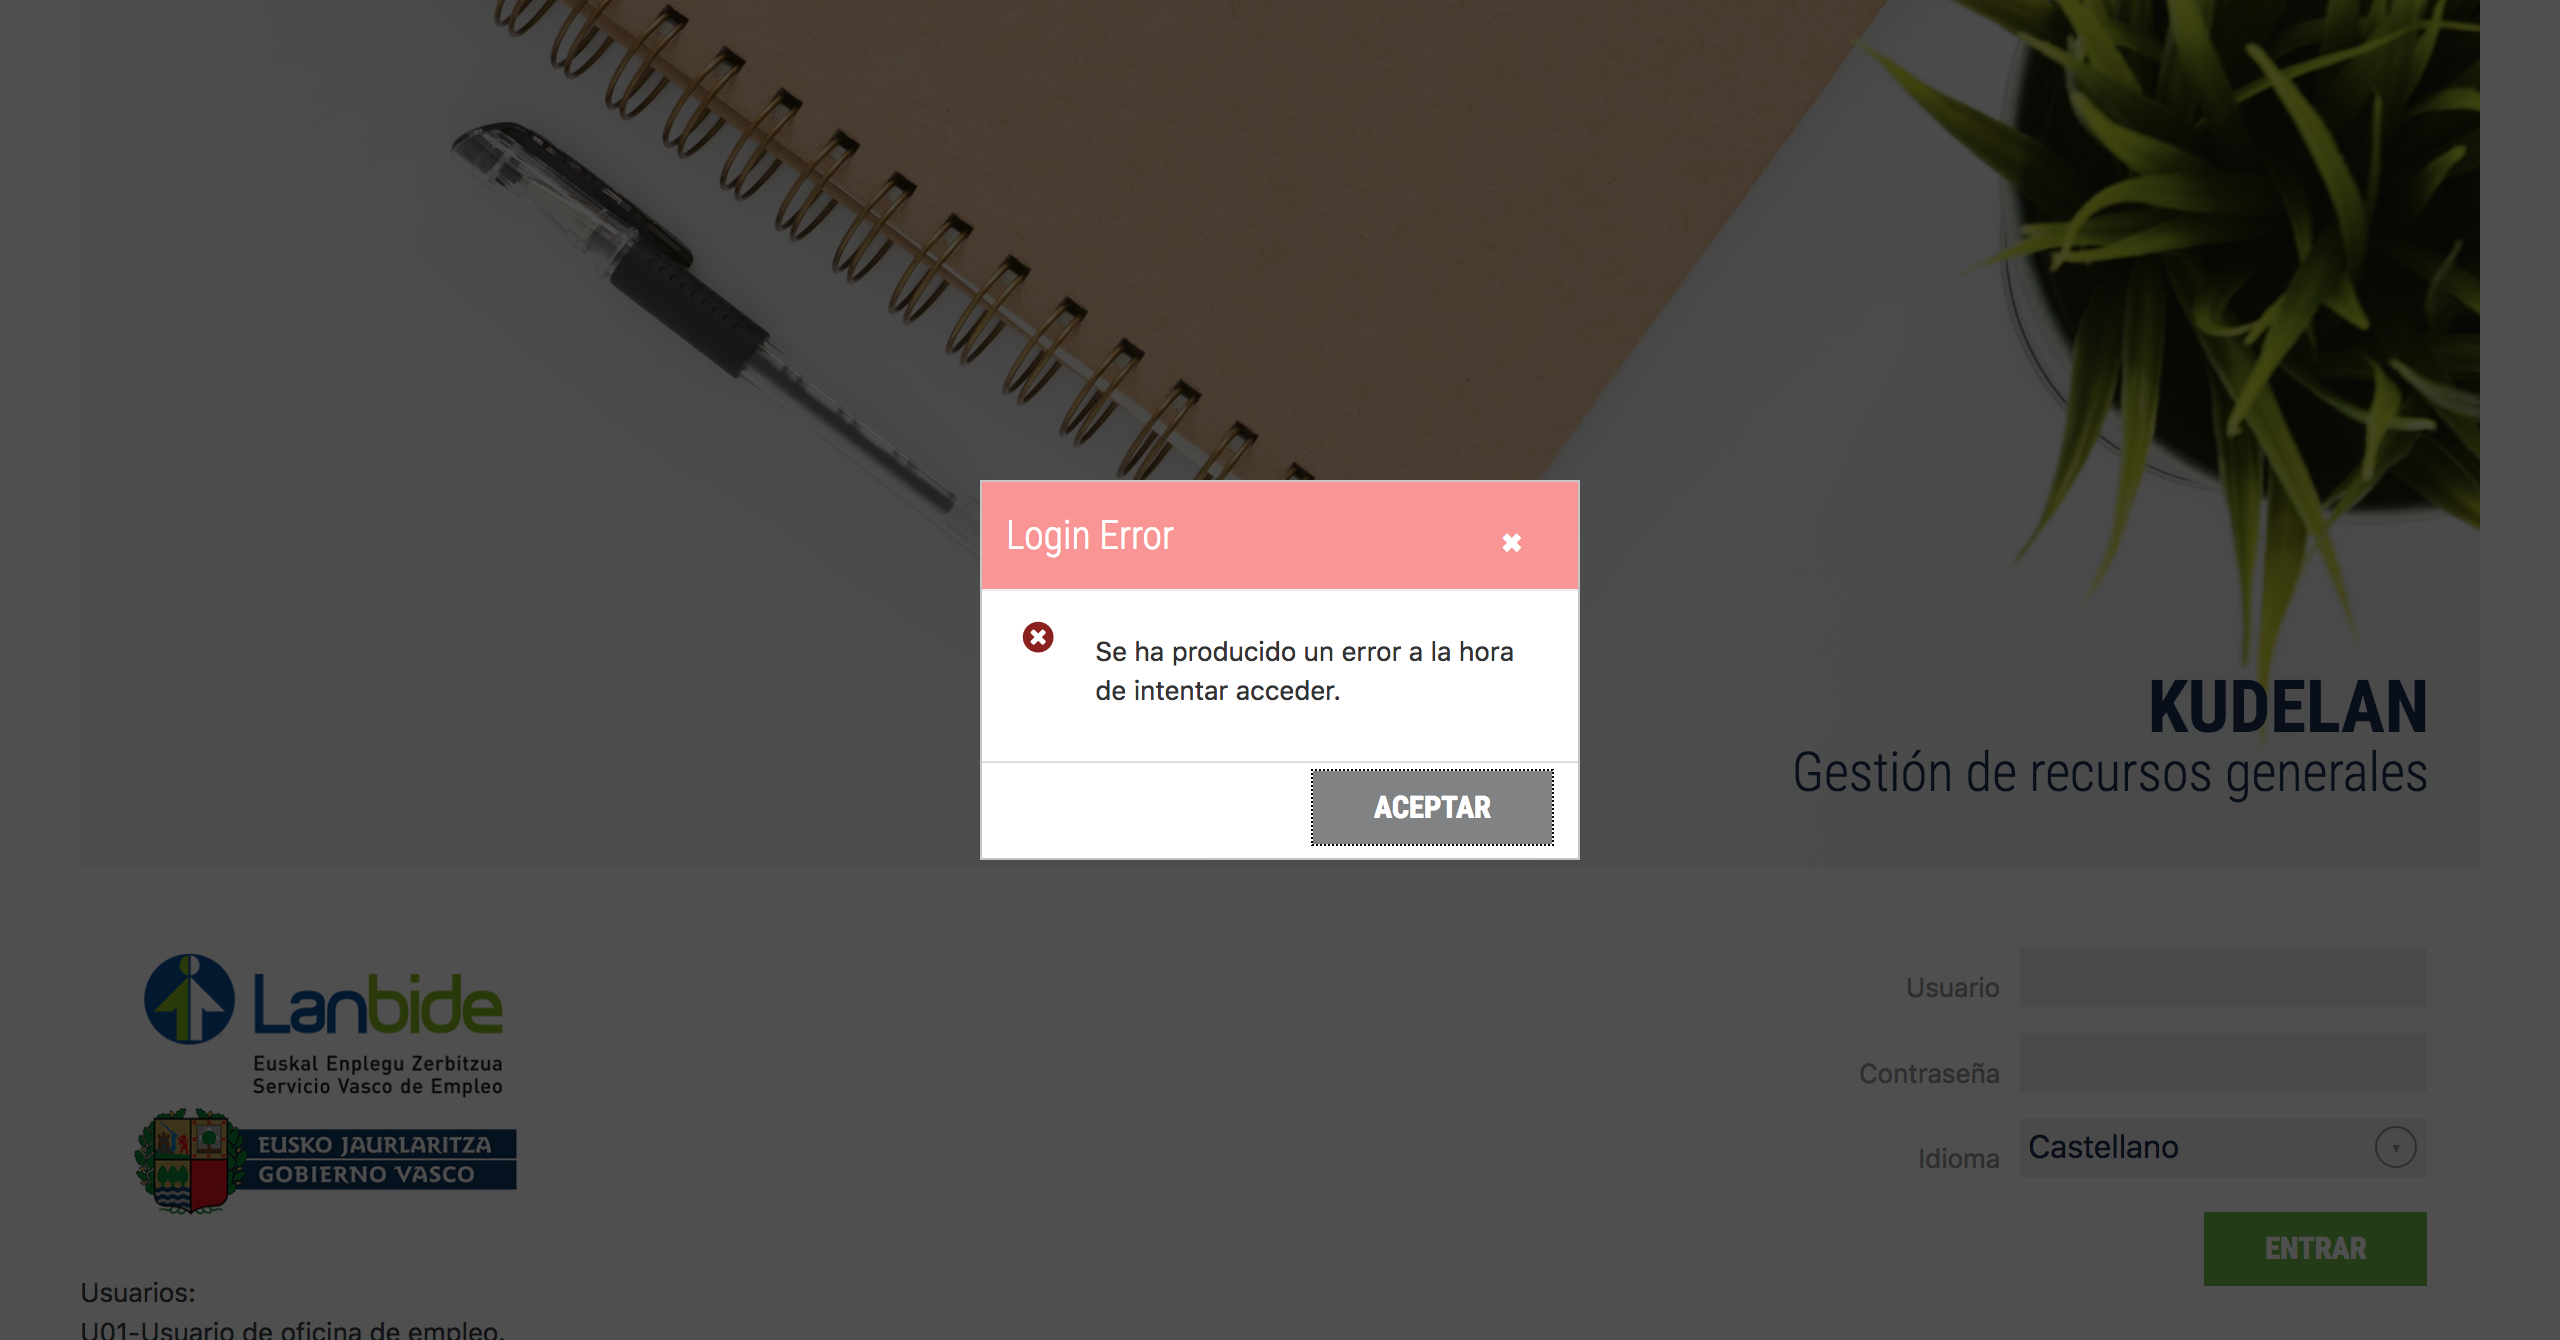 Login Error
Se ha producido un error a la hora
de intentar acceder.
ACEPTAR
KUDELAN
Gestión de recursos generales
Lanbide
Euskal Enplegu Zerbitzua
Servicio Vasco de Empleo
EUSKO JAURLARITZA
GOBIERNO VASCO
Usuario
Contraseña
Idioma
Castellano
ENTRAR
Usuarios:
U01-Usuario de oficina de empleo.